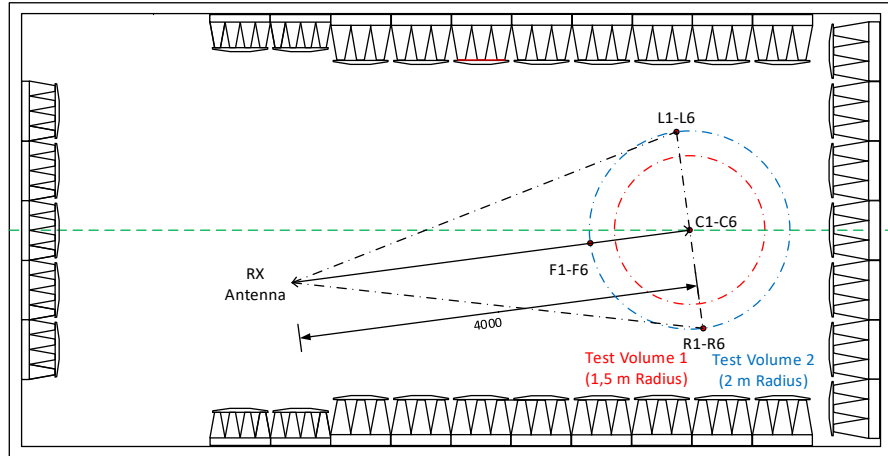 L1-L6
C1-C6
F1-F6
RX
Antenna
4000
R1-R6
Test Volume 1
(1,5 m Radius)
Test Volume 2
(2 m Radius)